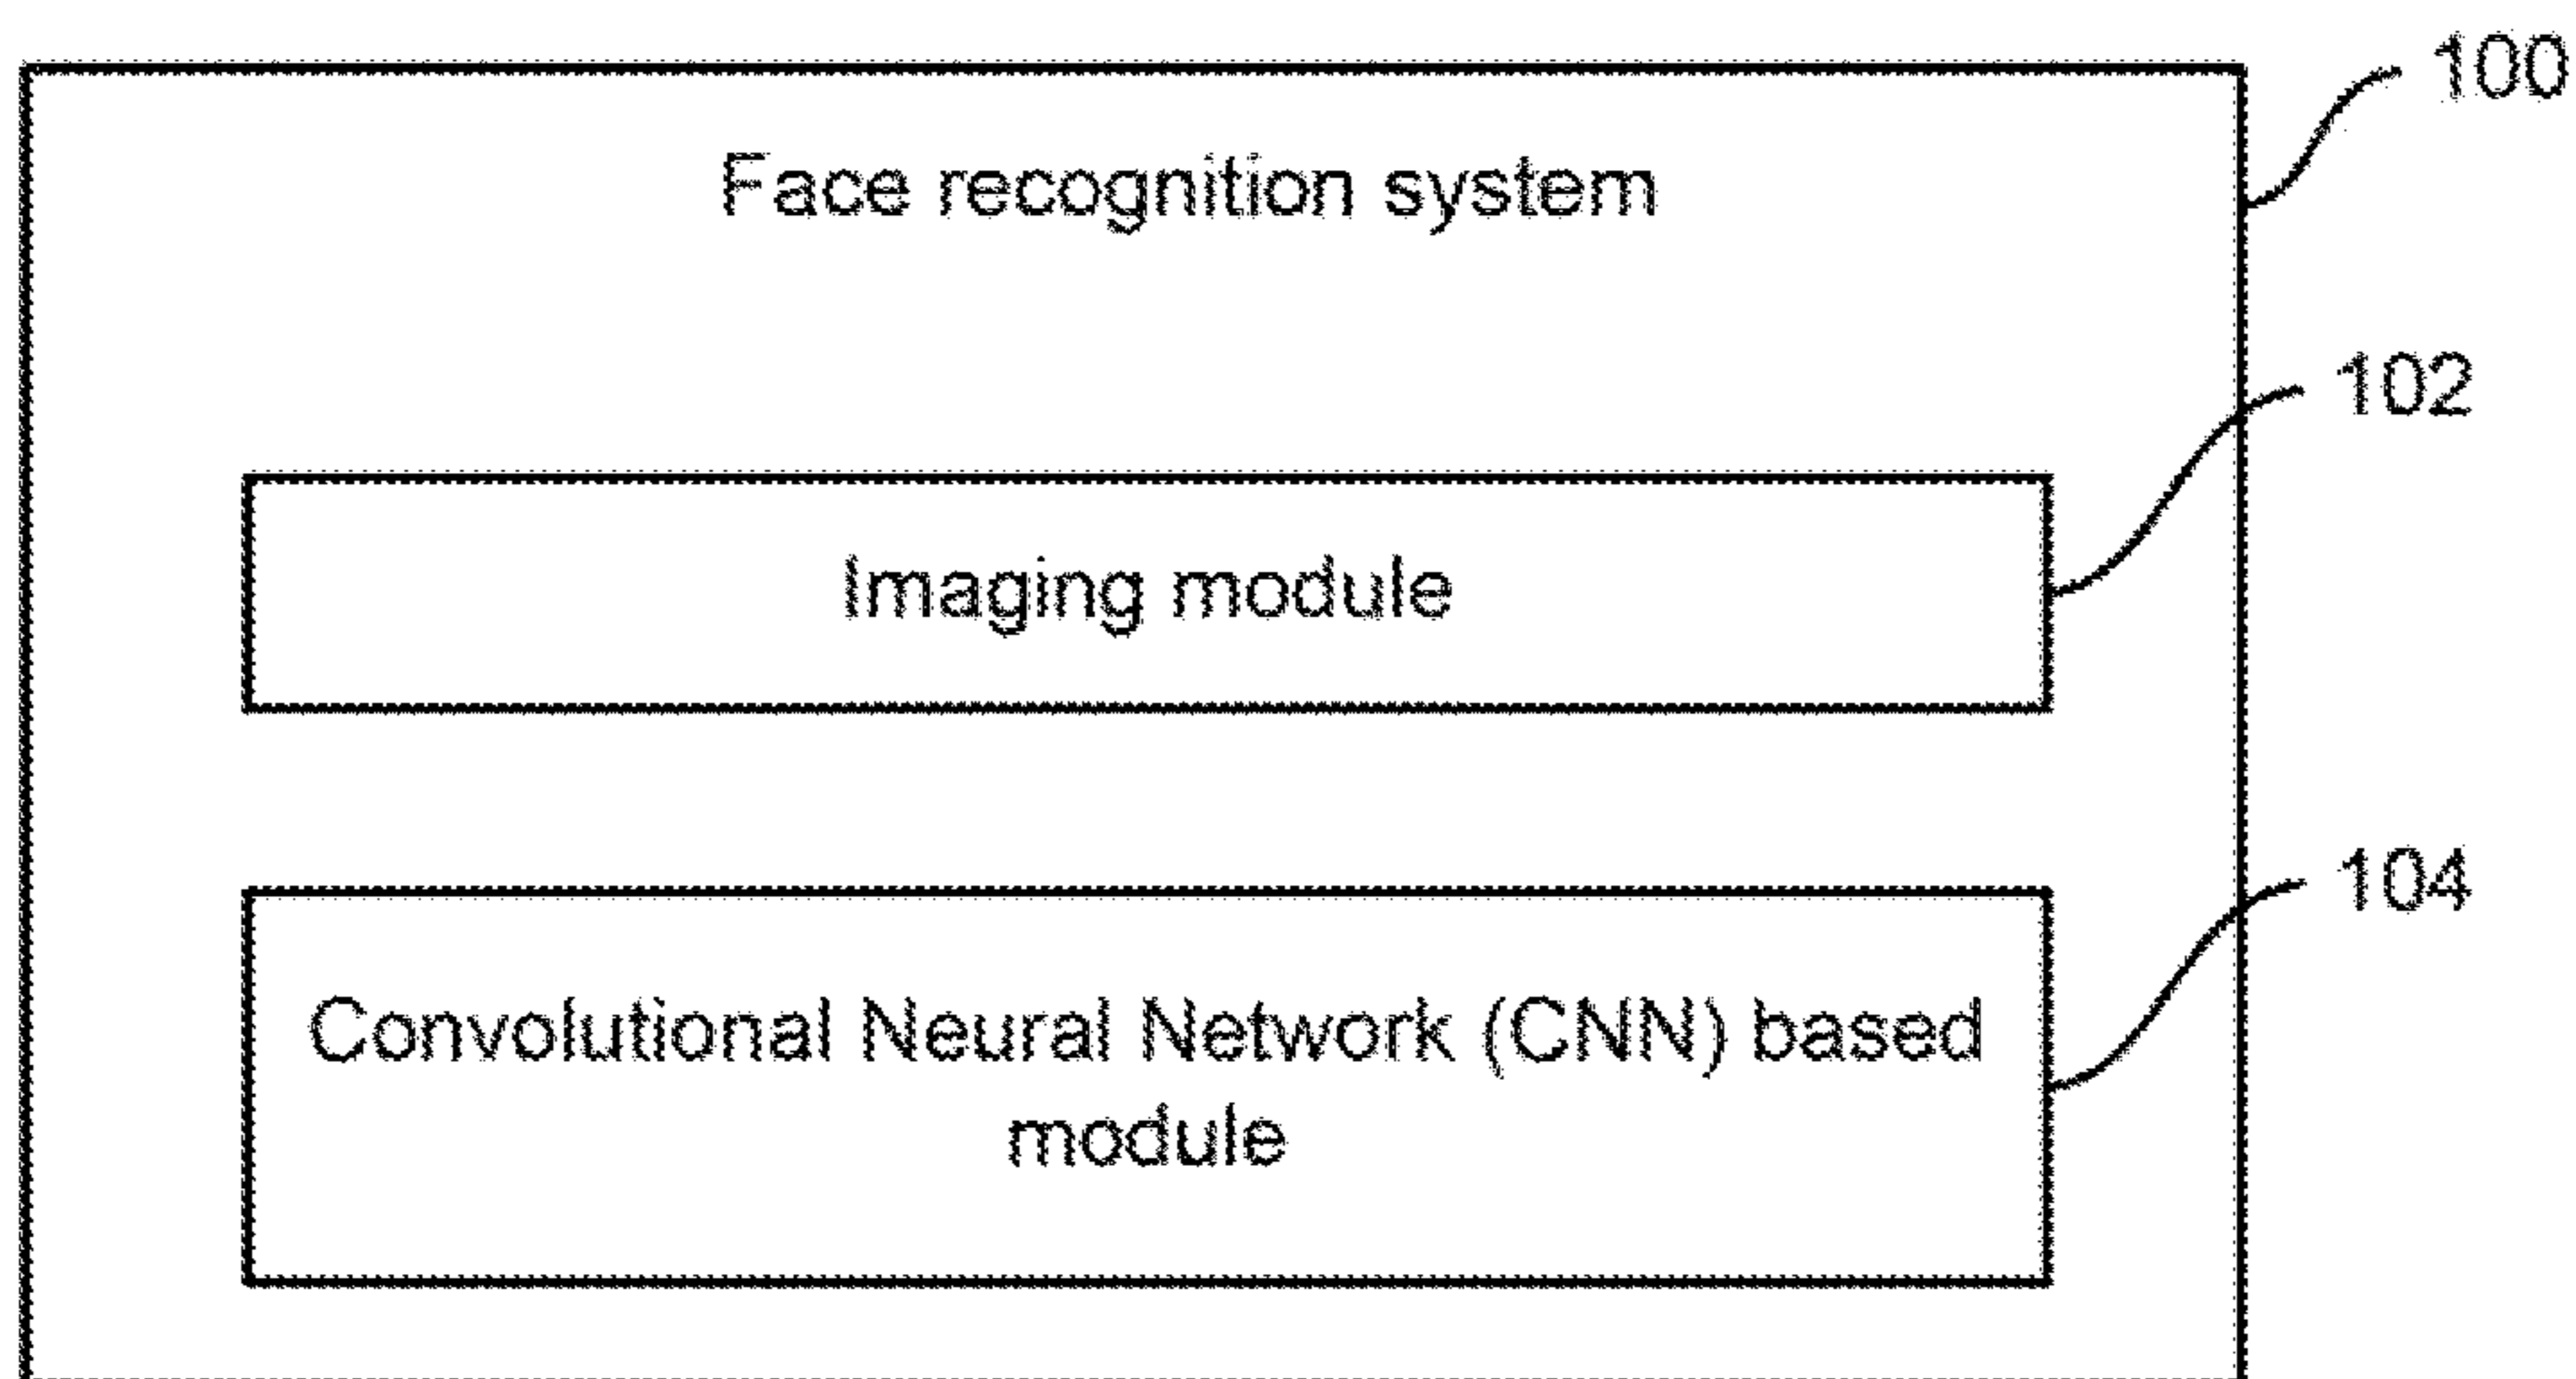 100
Face recognition system
102
Imaging module
104
Convolutional Neural Network (CNN) based
module